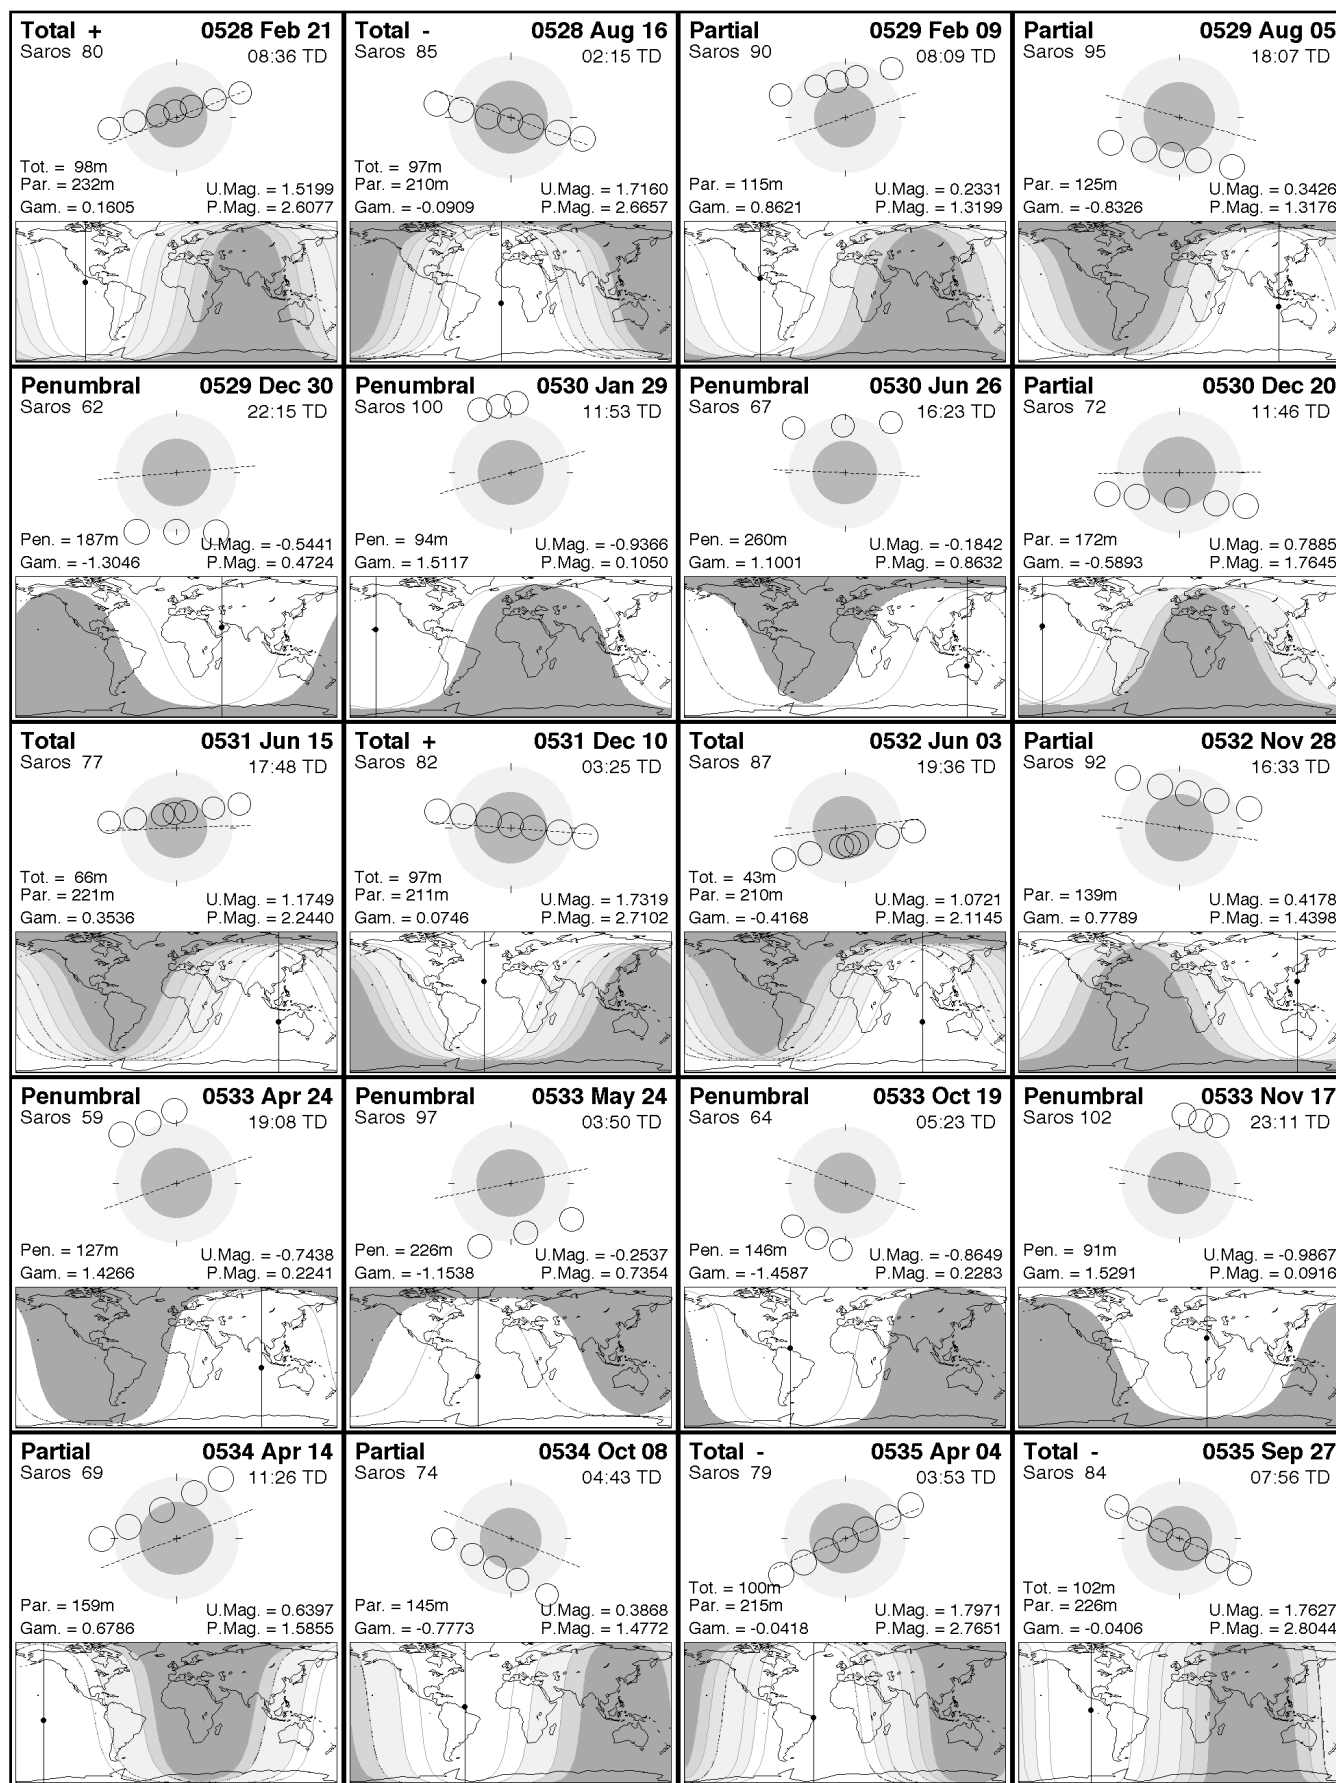 Total + 0528 Feb 21
Saros 80 08:36 TD
Tot. = 98m
Par. = 232m U.Mag. = 1.5199
Gam. = 0.1605 P.Mag. = 2.6077
Total - 0528 Aug 16
Saros 85 02:15 TD
Tot. = 97m
Par. = 210m U.Mag. = 1.7160
Gam. = -0.0909 P.Mag. = 2.6657
Partial 0529 Feb 09
Saros 90 08:09 TD
Par. = 115m U.Mag. = 0.2331
Gam. = 0.8621 P.Mag. = 1.3199
Partial 0529 Aug 05
Saros 95 18:07 TD
Par. = 125m U.Mag. = 0.3426
Gam. = -0.8326 P.Mag. = 1.3176
Penumbral 0529 Dec 30
Saros 62 22:15 TD
Pen. = 187m U.Mag. = -0.5441
Gam. = -1.3046 P.Mag. = 0.4724
Penumbral 0530 Jan 29
Saros 100 11:53 TD
Pen. = 94m U.Mag. = -0.9366
Gam. = 1.5117 P.Mag. = 0.1050
Penumbral 0530 Jun 26
Saros 67 16:23 TD
Pen. = 260m U.Mag. = -0.1842
Gam. = 1.1001 P.Mag. = 0.8632
Partial 0530 Dec 20
Saros 72 11:46 TD
Par. = 172m U.Mag. = 0.7885
Gam. = -0.5893 P.Mag. = 1.7645
Total 0531 Jun 15
Saros 77 17:48 TD
Tot. = 66m
Par. = 221m U.Mag. = 1.1749
Gam. = 0.3536 P.Mag. = 2.2440
Total + 0531 Dec 10
Saros 82 03:25 TD
Tot. = 97m
Par. = 211m U.Mag. = 1.7319
Gam. = 0.0746 P.Mag. = 2.7102
Total 0532 Jun 03
Saros 87 19:36 TD
Tot. = 43m
Par. = 210m U.Mag. = 1.0721
Gam. = -0.4168 P.Mag. = 2.1145
Partial 0532 Nov 28
Saros 92 16:33 TD
Par. = 139m U.Mag. = 0.4178
Gam. = 0.7789 P.Mag. = 1.4398
Penumbral 0533 Apr 24
Saros 59 19:08 TD
Pen. = 127m U.Mag. = -0.7438
Gam. = 1.4266 P.Mag. = 0.2241
Penumbral 0533 May 24
Saros 97 03:50 TD
Pen. = 226m U.Mag. = -0.2537
Gam. = -1.1538 P.Mag. = 0.7354
Penumbral 0533 Oct 19
Saros 64 05:23 TD
Pen. = 146m U.Mag. = -0.8649
Gam. = -1.4587 P.Mag. = 0.2283
Penumbral 0533 Nov 17
Saros 102 23:11 TD
Pen. = 91m U.Mag. = -0.9867
Gam. = 1.5291 P.Mag. = 0.0916
Partial 0534 Apr 14
Saros 69 11:26 TD
Par. = 159m U.Mag. = 0.6397
Gam. = 0.6786 P.Mag. = 1.5855
Partial 0534 Oct 08
Saros 74 04:43 TD
Par. = 145m U.Mag. = 0.3868
Gam. = -0.7773 P.Mag. = 1.4772
Total - 0535 Apr 04
Saros 79 03:53 TD
Tot. = 100m
Par. = 215m U.Mag. = 1.7971
Gam. = -0.0418 P.Mag. = 2.7651
Total - 0535 Sep 27
Saros 84 07:56 TD
Tot. = 102m
Par. = 226m U.Mag. = 1.7627
Gam. = -0.0406 P.Mag. = 2.8044